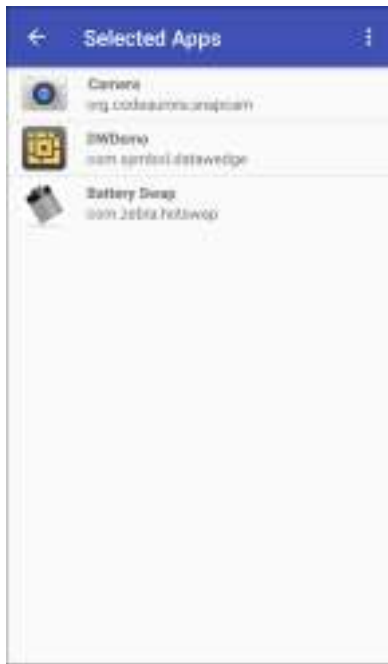 Selected Apps
Camera
org.codeaurora.snapcam
DWDemo
com.symbol.datawedge
Battery Swap
com.zebra.hotswap